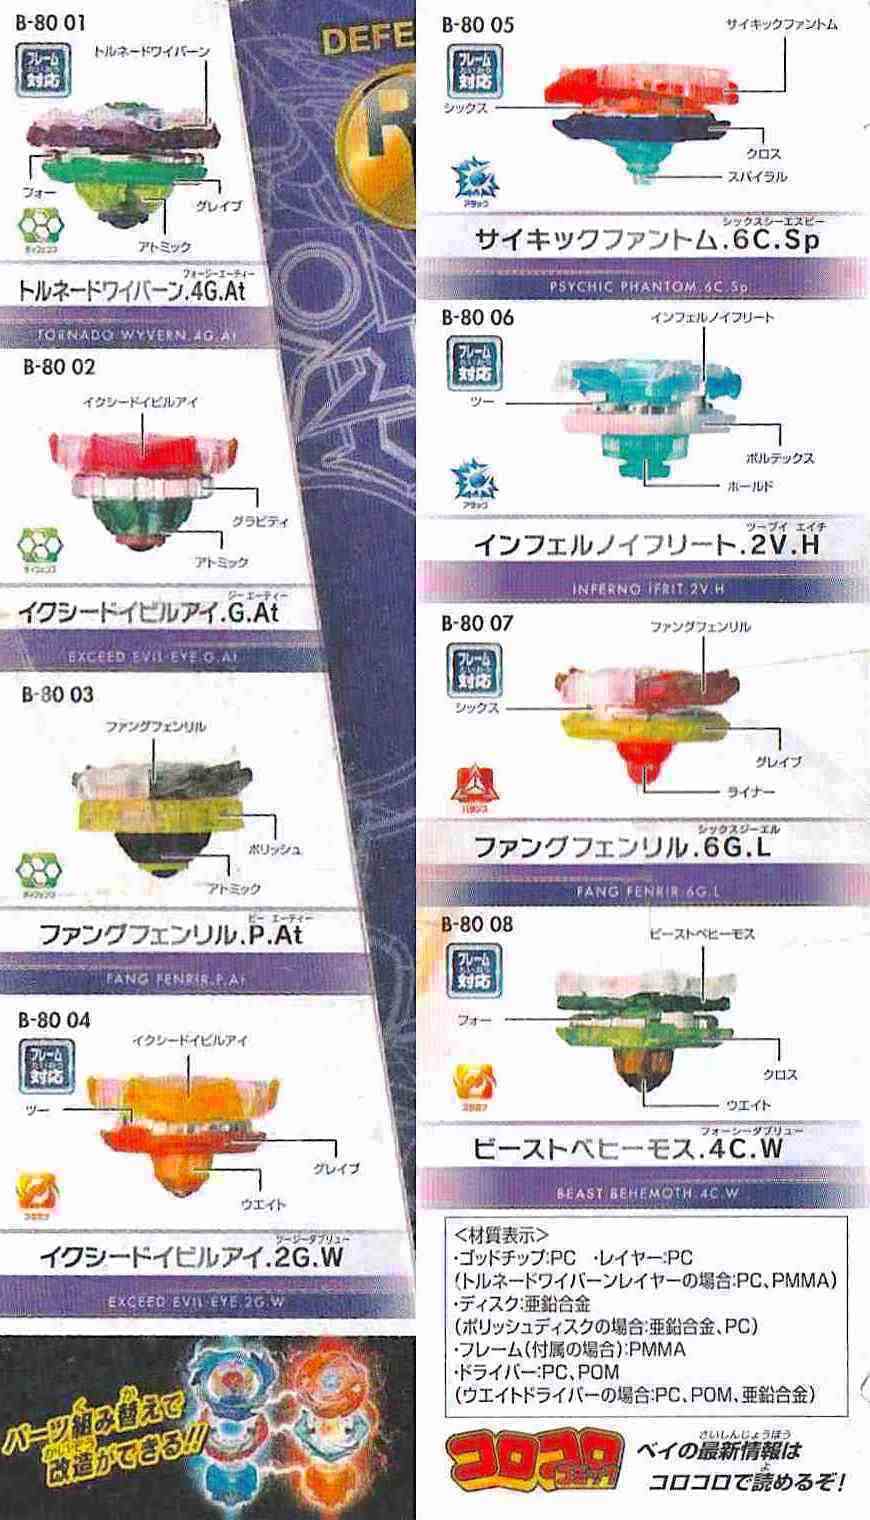 B-80 01
フレーム
対応
トルネードワイバーン
フォー
グレイブ
アトミック
ディフェンス
フォージーエーティー
トルネードワイバーン.4G.At
TORNADO WYVERN.4G.At
B-80 02
イクシードイビルアイ
グラビティ
アトミック
ディフェンス
ジーエーティー
イクシードイビルアイ.G.At
EXCEED EVIL-EYE.G.At
B-80 03
ファングフェンリル
ポリッシュ
アトミック
ディフェンス
ピー エーティー
ファングフェンリル.P.At
FANG FENRIR.P.At
B-80 04
フレーム
対応
イクシードイビルアイ
ツー
グレイブ
ウエイト
スタミナ
ツージーダブリュー
イクシードイビルアイ.2G.W
EXCEED EVIL-EYE.2G.W
パーツ組み替えで
改造ができる!!
DEFE
R
B-80 05
フレーム
対応
サイキックファントム
シックス
クロス
スパイラル
アタック
シックスシーエスピー
サイキックファントム.6C.Sp
PSYCHIC PHANTOM.6C.Sp
B-80 06
フレーム
対応
インフェルノイフリート
ツー
ボルテックス
ホールド
アタック
ツーブイ エイチ
インフェルノイフリート.2V.H
INFERNO IFRIT.2V.H
B-80 07
フレーム
対応
ファングフェンリル
シックス
グレイブ
ライナー
バランス
シックスジーエル
ファングフェンリル.6G.L
FANG FENRIR.6G.L
B-80 08
フレーム
対応
ビーストベヒーモス
フォー
クロス
ウエイト
スタミナ
フォーシーダブリュー
ビーストベヒーモス.4C.W
BEAST BEHEMOTH.4C.W
<材質表示>
・ゴッドチップ:PC ・レイヤー:PC
(トルネードワイバーンレイヤーの場合:PC、PMMA)
・ディスク:亜鉛合金
(ポリッシュディスクの場合:亜鉛合金、PC)
・フレーム(付属の場合):PMMA
・ドライバー:PC、POM
(ウエイトドライバーの場合:PC、POM、亜鉛合金)
コロコロ
コミック
さいしんじょうほう
ベイの最新情報は
よ
コロコロで読めるぞ!